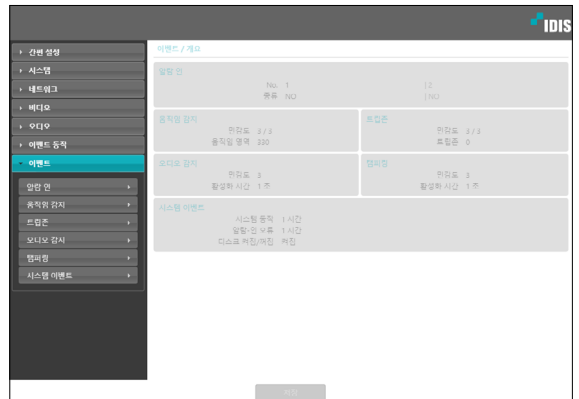 IDIS
간편 설정
시스템
네트워크
비디오
오디오
이벤트 동작
이벤트
알람 인
움직임 감지
트립존
오디오 감지
탬퍼링
시스템 이벤트
이벤트 / 개요
알람 인
No. 1 | 2
종류 NO | NO
움직임 감지
민감도 3 / 3
움직임 영역 330
트립존
민감도 3 / 3
트립존 0
오디오 감지
민감도 3
활성화 시간 1 초
탬퍼링
민감도 3
활성화 시간 1 초
시스템 이벤트
시스템 동작 1 시간
알람-인 오류 1 시간
디스크 켜짐/꺼짐 켜짐
저장